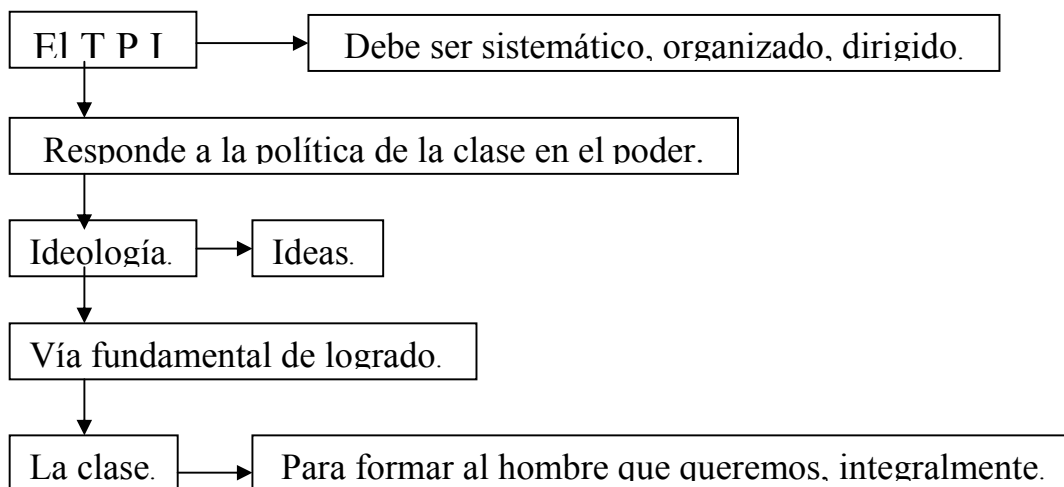 El T P I
Debe ser sistemático, organizado, dirigido.
Responde a la política de la clase en el poder.
Ideología.
Ideas.
Vía fundamental de logrado.
La clase.
Para formar al hombre que queremos, integralmente.